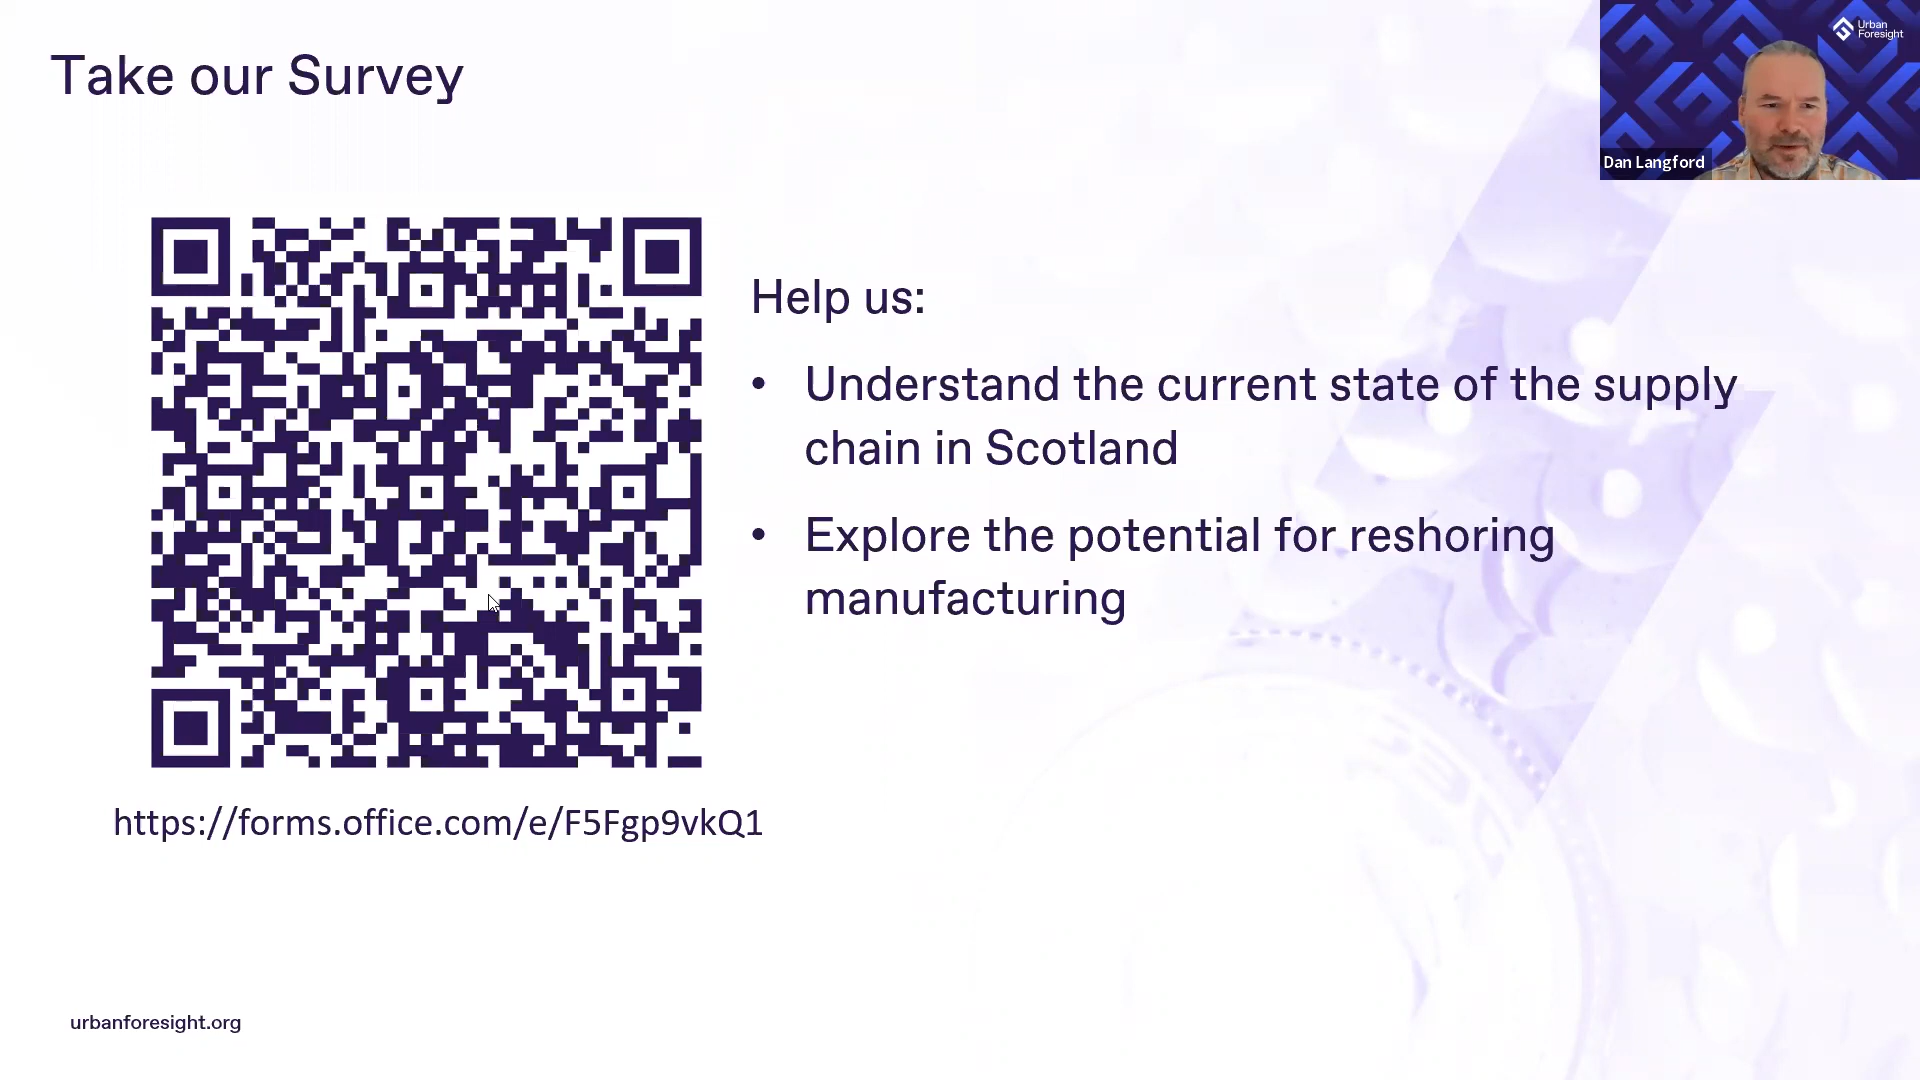 Take our Survey
Urban
Foresight
Dan Langford
Help us:
• Understand the current state of the supply
chain in Scotland
• Explore the potential for reshoring
manufacturing
https://forms.office.com/e/F5Fgp9vkQ1
urbanforesight.org